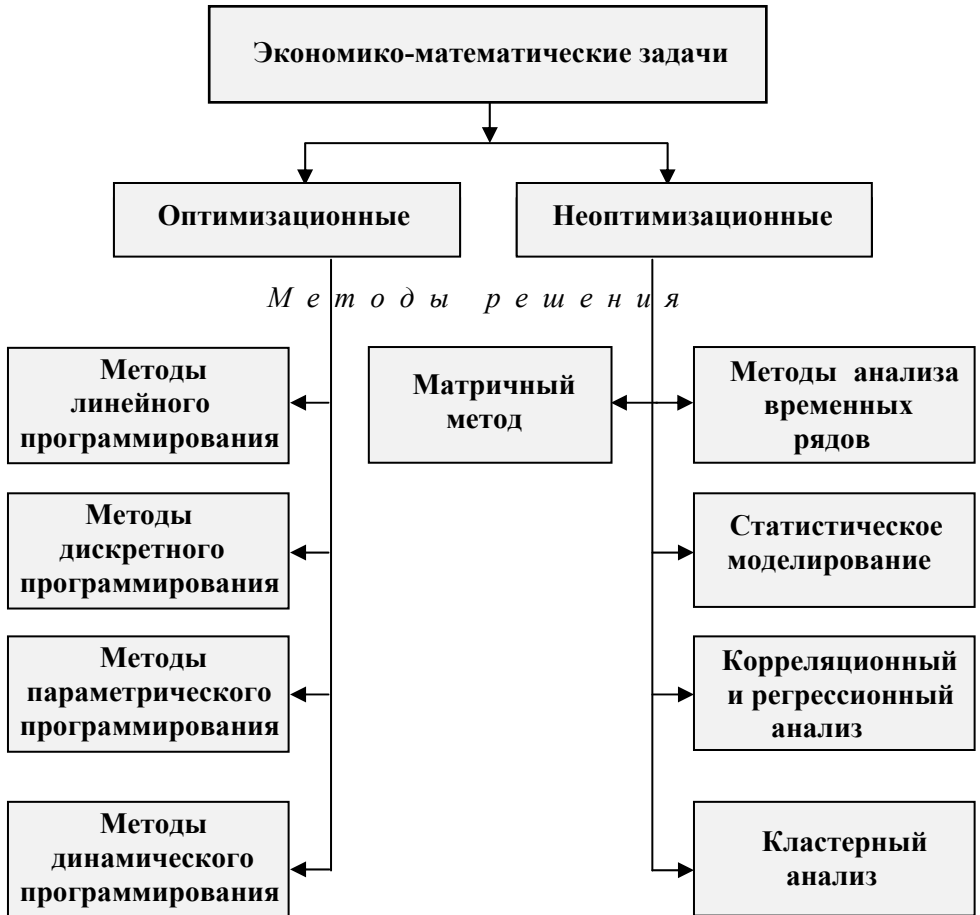 Экономико-математические задачи
Оптимизационные
Неоптимизационные
Методы решения
Методы
линейного
программирования
Матричный
метод
Методы анализа
временных
рядов
Методы
дискретного
программирования
Статистическое
моделирование
Методы
параметрического
программирования
Корреляционный
и регрессионный
анализ
Методы
динамического
программирования
Кластерный
анализ